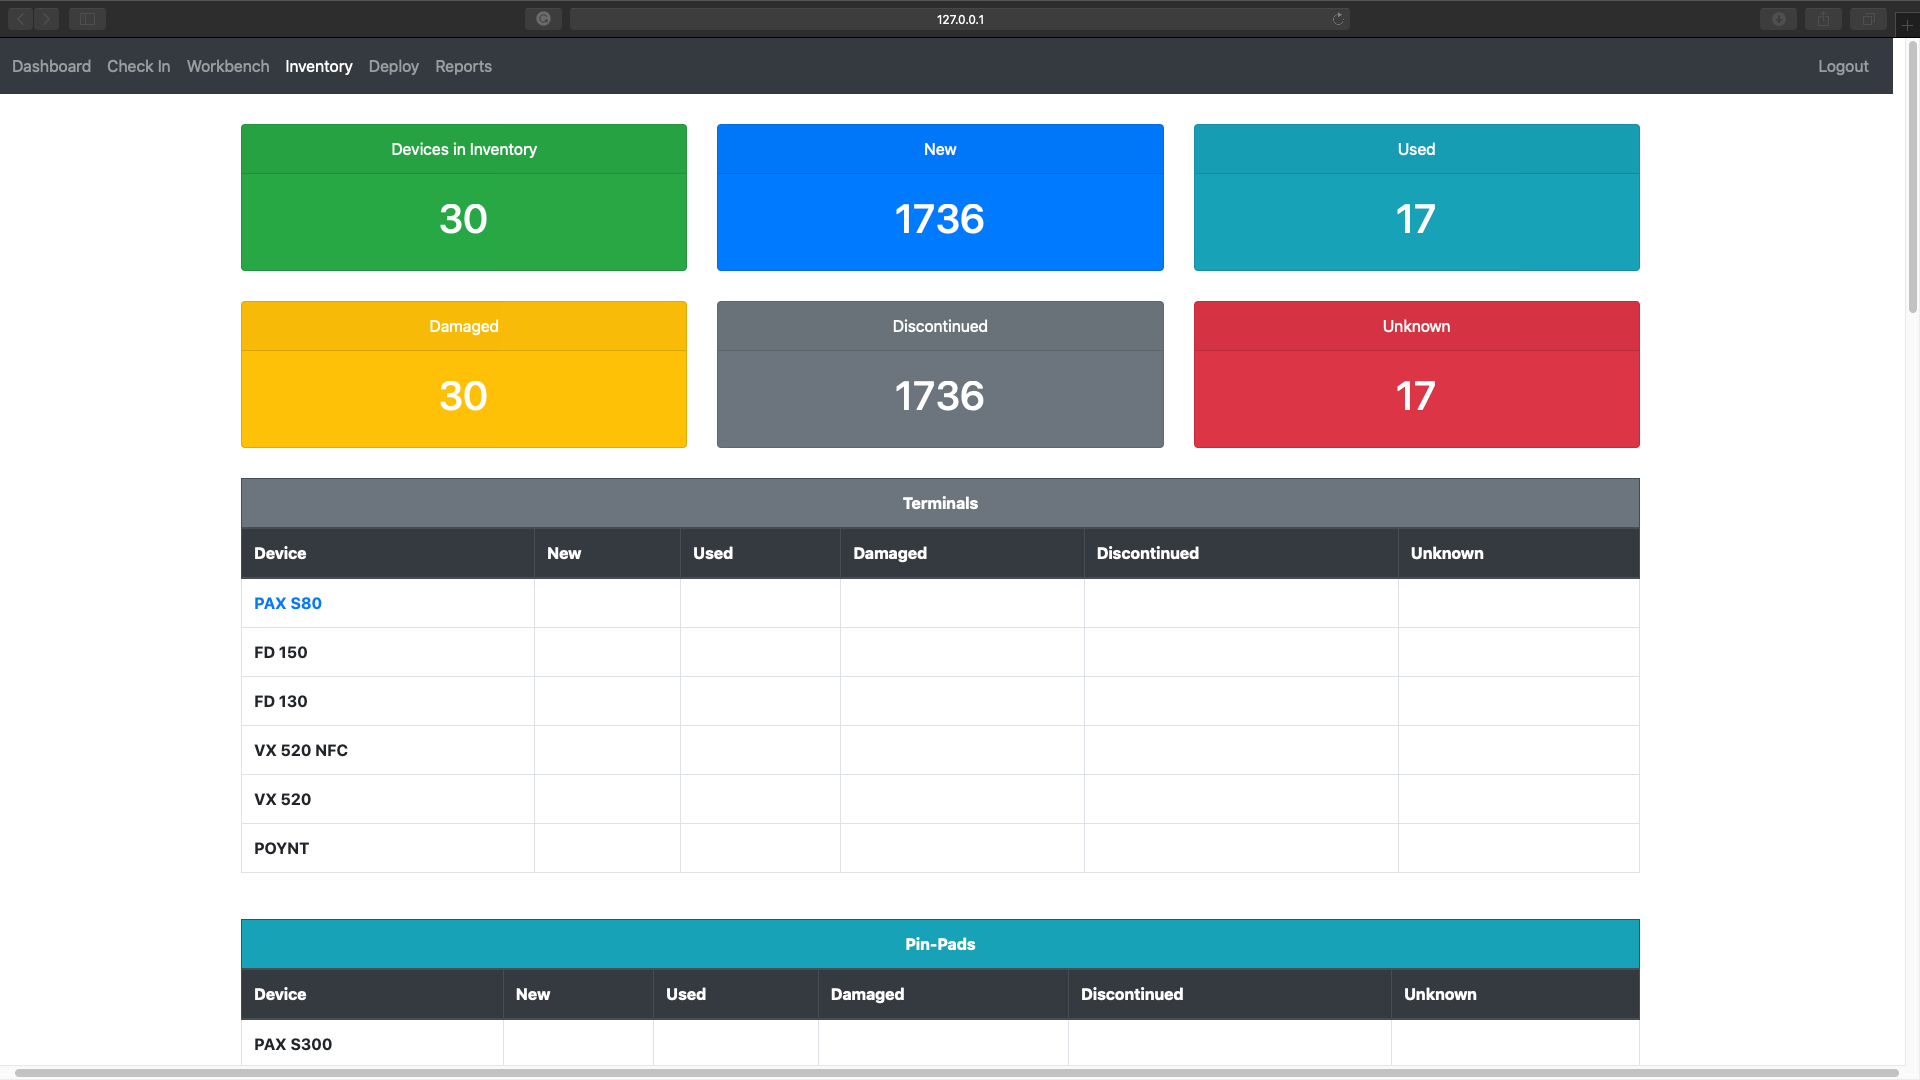 127.0.0.1
Dashboard Check In Workbench Inventory Deploy Reports Logout
Devices in Inventory New Used
30 1736 17
Damaged Discontinued Unknown
30 1736 17
Terminals
Device New Used Damaged Discontinued Unknown
PAX S80
FD 150
FD 130
VX 520 NFC
VX 520
POYNT
Pin-Pads
Device New Used Damaged Discontinued Unknown
PAX S300